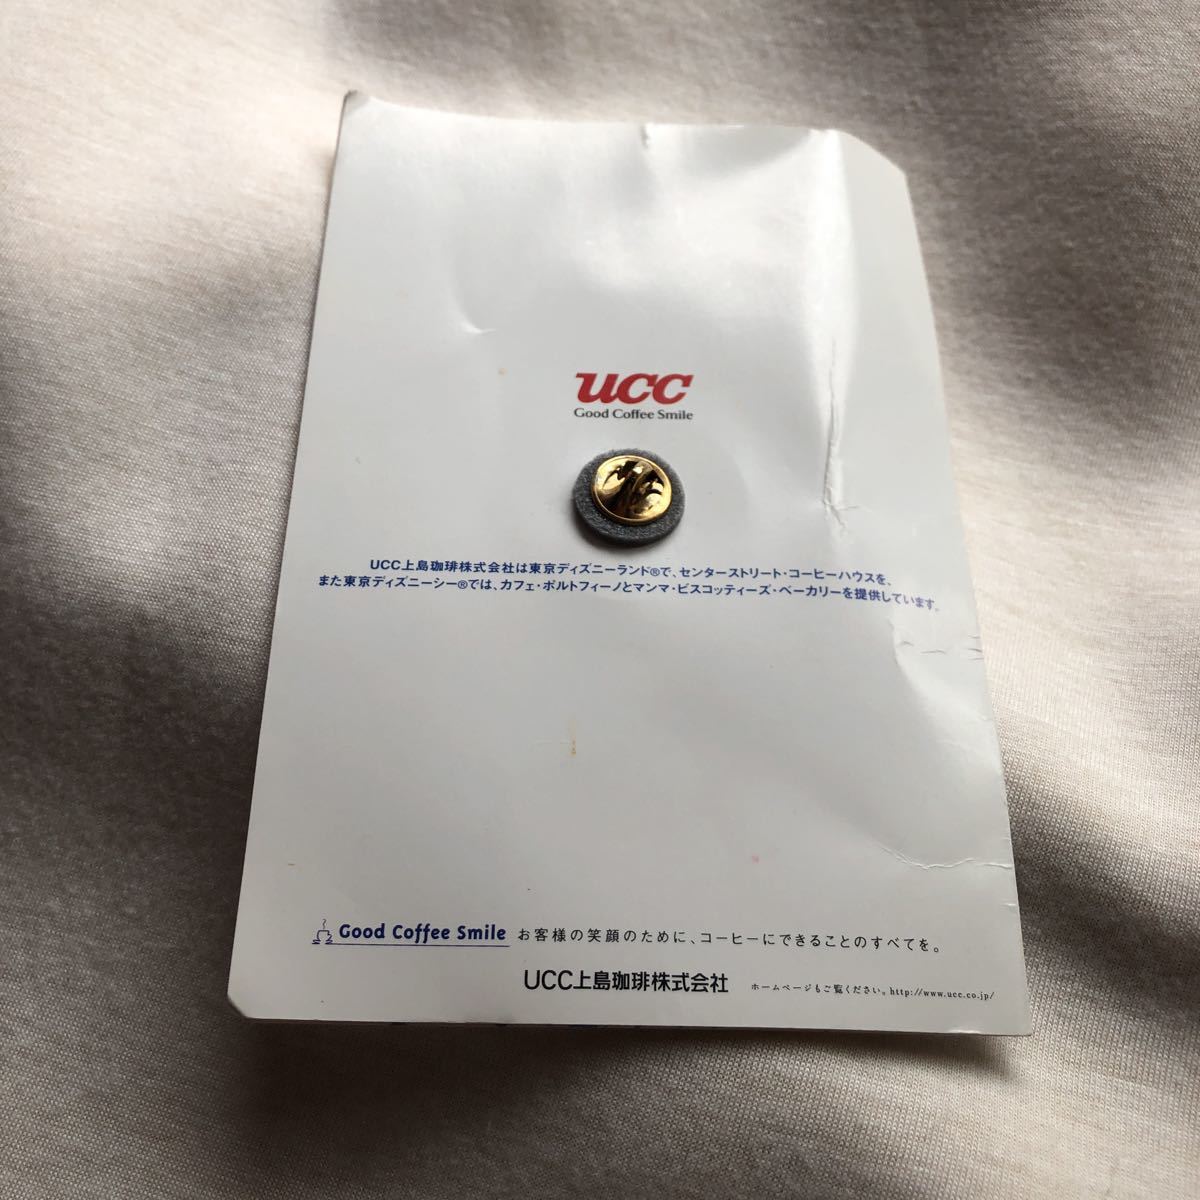 UCC
Good Coffee Smile
UCC上島珈琲株式会社は東京ディズニーランド®で、センターストリート・コーヒーハウスを、
また東京ディズニーシー®では、カフェ・ポルトフィーノとマンマ・ビスコッティーズ・ベーカリーを提供しています。
Good Coffee Smile お客様の笑顔のために、コーヒーにできることのすべてを。
UCC上島珈琲株式会社 ホームページもご覧ください。http://www.ucc.co.jp/